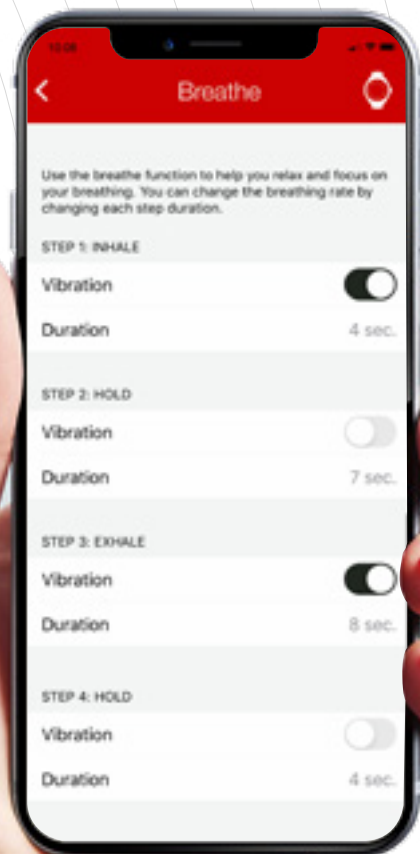 10:08
Breathe
Use the breathe function to help you relax and focus on
your breathing. You can change the breathing rate by
changing each step duration.
STEP 1: INHALE
Vibration
Duration 4 sec.
STEP 2: HOLD
Vibration
Duration 7 sec.
STEP 3: EXHALE
Vibration
Duration 8 sec.
STEP 4: HOLD
Vibration
Duration 4 sec.